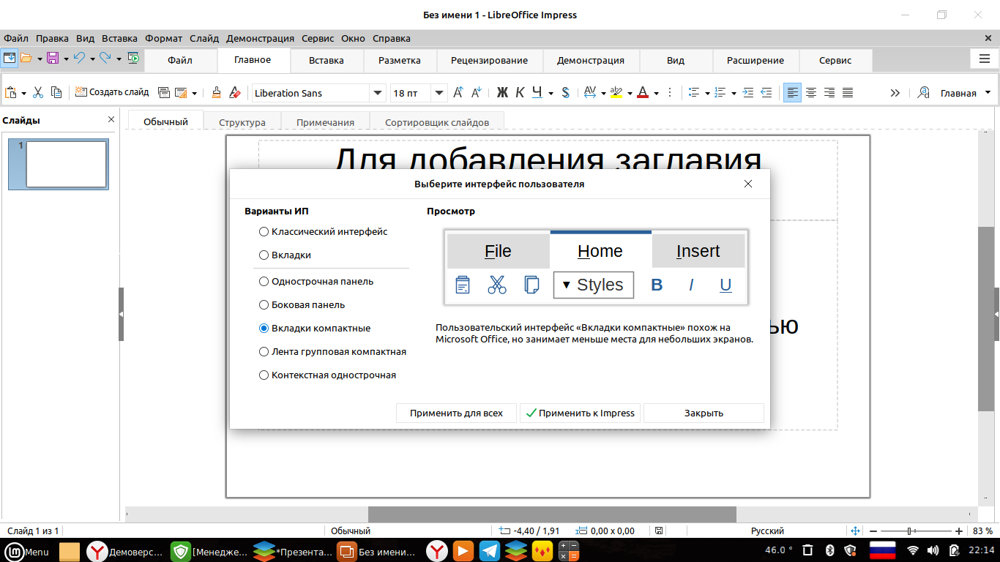 Без имени 1 - LibreOffice Impress
Файл Правка Вид Вставка Формат Слайд Демонстрация Сервис Окно Справка
Файл Главное Вставка Разметка Рецензирование Демонстрация Вид Расширение Сервис
Создать слайд Liberation Sans 18 пт Ж К Ч S AV ab A Главная
Слайды
Обычный Структура Примечания Сортировщик слайдов
1
Для добавления заглавия
Выберите интерфейс пользователя
Варианты ИП
Просмотр
Классический интерфейс
Вкладки
Однострочная панель
Боковая панель
Вкладки компактные
Лента групповая компактная
Контекстная однострочная
File Home Insert
Styles B I U
Пользовательский интерфейс «Вкладки компактные» похож на
Microsoft Office, но занимает меньше места для небольших экранов.
ью
Применить для всех Применить к Impress Закрыть
Слайд 1 из 1 Обычный -4,40 / 1,91 0,00 x 0,00 Русский 83 %
Menu Демоверс... [Менедже... *Презента... Без имени... 46.0 ° 22:14